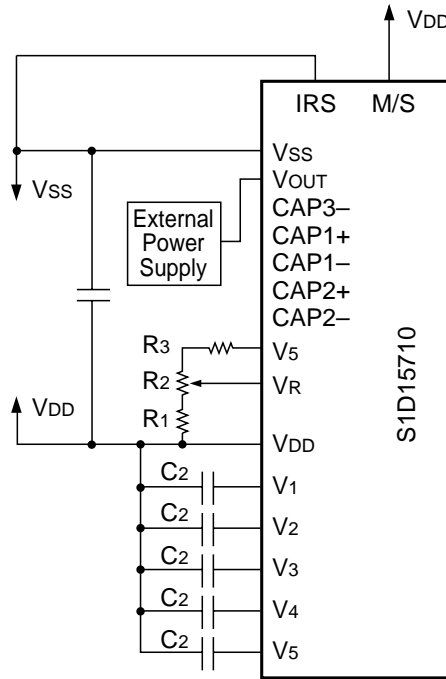 VDD
IRS M/S
VSS
VSS
VOUT
CAP3–
External
Power
Supply
CAP1+
CAP1–
CAP2+
CAP2–
R3
V5
R2
VR
R1
VDD
VDD
S1D15710
C2
V1
C2
V2
C2
V3
C2
V4
C2
V5